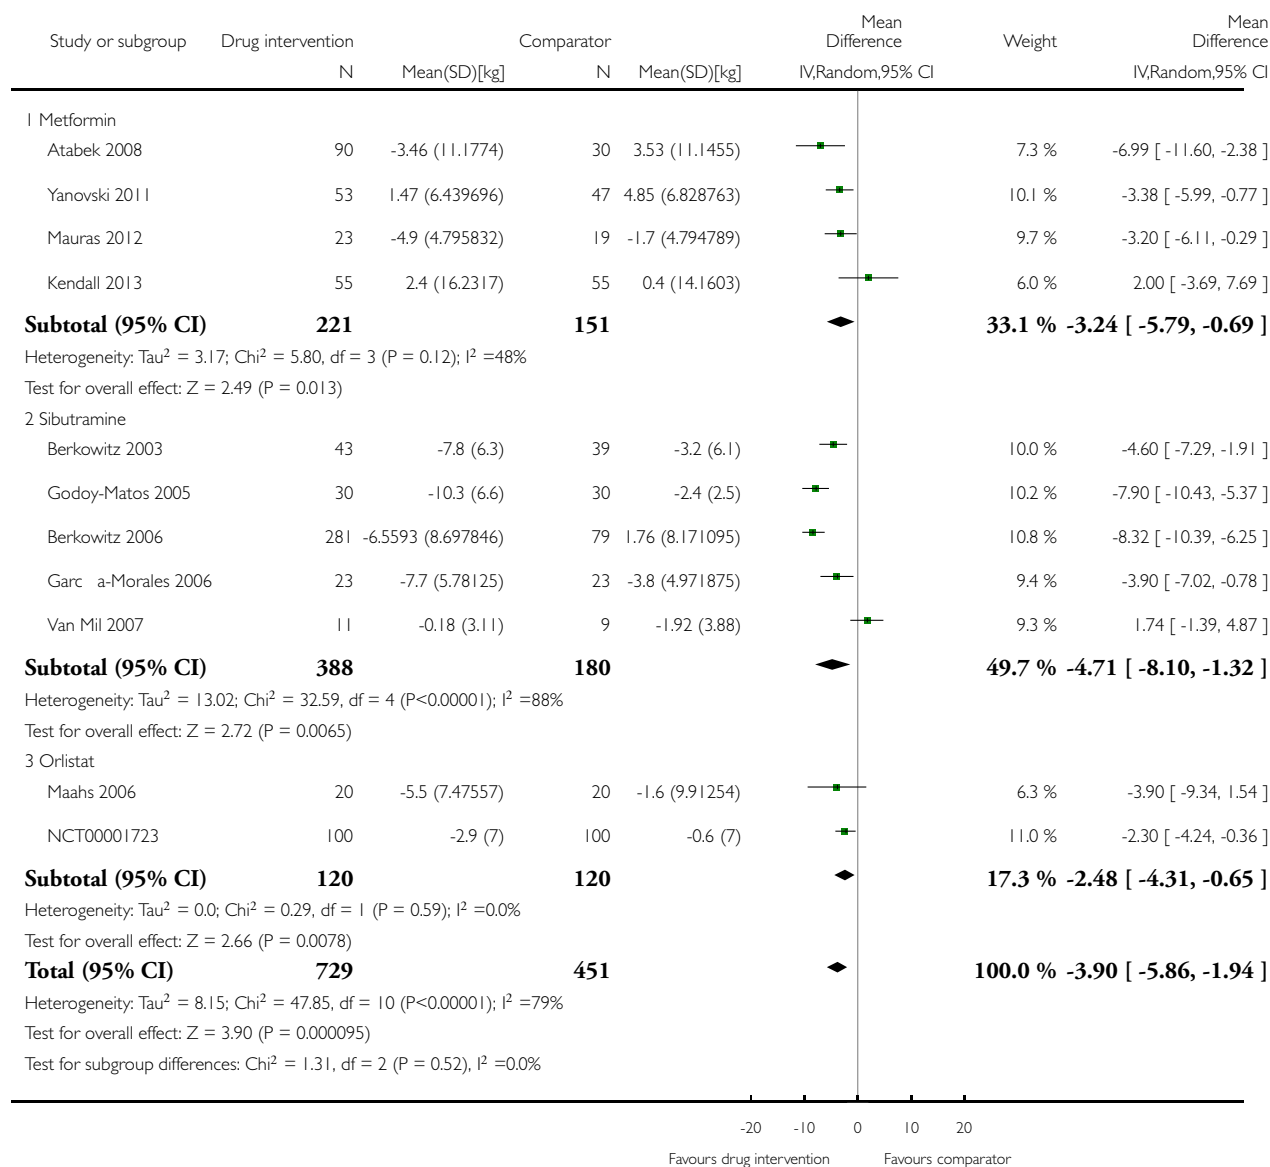 Mean Mean
Study or subgroup Drug intervention Comparator Difference Weight Difference
N Mean(SD)[kg] N Mean(SD)[kg] IV,Random,95% CI IV,Random,95% CI
1 Metformin
Atabek 2008 90 -3.46 (11.1774) 30 3.53 (11.1455) 7.3 % -6.99 [ -11.60, -2.38 ]
Yanovski 2011 53 1.47 (6.439696) 47 4.85 (6.828763) 10.1 % -3.38 [ -5.99, -0.77 ]
Mauras 2012 23 -4.9 (4.795832) 19 -1.7 (4.794789) 9.7 % -3.20 [ -6.11, -0.29 ]
Kendall 2013 55 2.4 (16.2317) 55 0.4 (14.1603) 6.0 % 2.00 [ -3.69, 7.69 ]
Subtotal (95% CI) 221 151 33.1 % -3.24 [ -5.79, -0.69 ]
Heterogeneity: Tau² = 3.17; Chi² = 5.80, df = 3 (P = 0.12); I² =48%
Test for overall effect: Z = 2.49 (P = 0.013)
2 Sibutramine
Berkowitz 2003 43 -7.8 (6.3) 39 -3.2 (6.1) 10.0 % -4.60 [ -7.29, -1.91 ]
Godoy-Matos 2005 30 -10.3 (6.6) 30 -2.4 (2.5) 10.2 % -7.90 [ -10.43, -5.37 ]
Berkowitz 2006 281 -6.5593 (8.697846) 79 1.76 (8.171095) 10.8 % -8.32 [ -10.39, -6.25 ]
Garc a-Morales 2006 23 -7.7 (5.78125) 23 -3.8 (4.971875) 9.4 % -3.90 [ -7.02, -0.78 ]
Van Mil 2007 11 -0.18 (3.11) 9 -1.92 (3.88) 9.3 % 1.74 [ -1.39, 4.87 ]
Subtotal (95% CI) 388 180 49.7 % -4.71 [ -8.10, -1.32 ]
Heterogeneity: Tau² = 13.02; Chi² = 32.59, df = 4 (P<0.00001); I² =88%
Test for overall effect: Z = 2.72 (P = 0.0065)
3 Orlistat
Maahs 2006 20 -5.5 (7.47557) 20 -1.6 (9.91254) 6.3 % -3.90 [ -9.34, 1.54 ]
NCT00001723 100 -2.9 (7) 100 -0.6 (7) 11.0 % -2.30 [ -4.24, -0.36 ]
Subtotal (95% CI) 120 120 17.3 % -2.48 [ -4.31, -0.65 ]
Heterogeneity: Tau² = 0.0; Chi² = 0.29, df = 1 (P = 0.59); I² =0.0%
Test for overall effect: Z = 2.66 (P = 0.0078)
Total (95% CI) 729 451 100.0 % -3.90 [ -5.86, -1.94 ]
Heterogeneity: Tau² = 8.15; Chi² = 47.85, df = 10 (P<0.00001); I² =79%
Test for overall effect: Z = 3.90 (P = 0.000095)
Test for subgroup differences: Chi² = 1.31, df = 2 (P = 0.52), I² =0.0%
-20 -10 0 10 20
Favours drug intervention Favours comparator